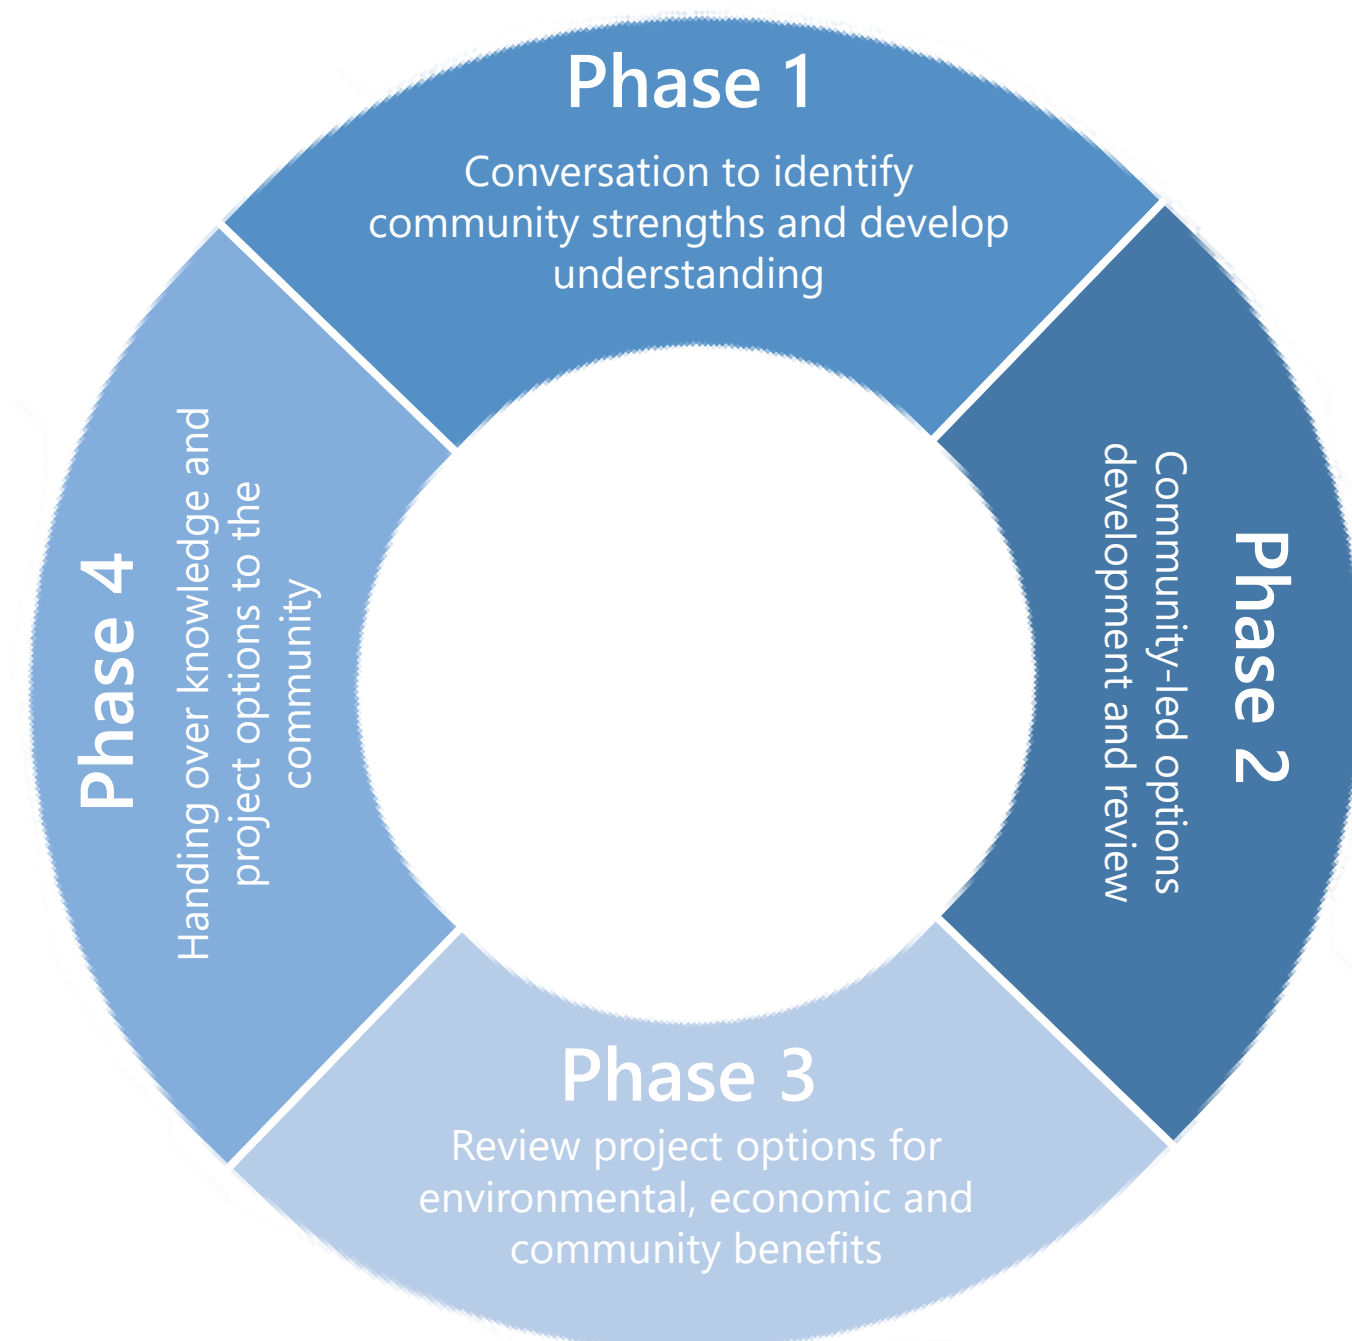 Phase 1
Conversation to identify
community strengths and develop
understanding
Phase 2
Community-led options
development and review
Phase 3
Review project options for
environmental, economic and
community benefits
Phase 4
Handing over knowledge and
project options to the
community